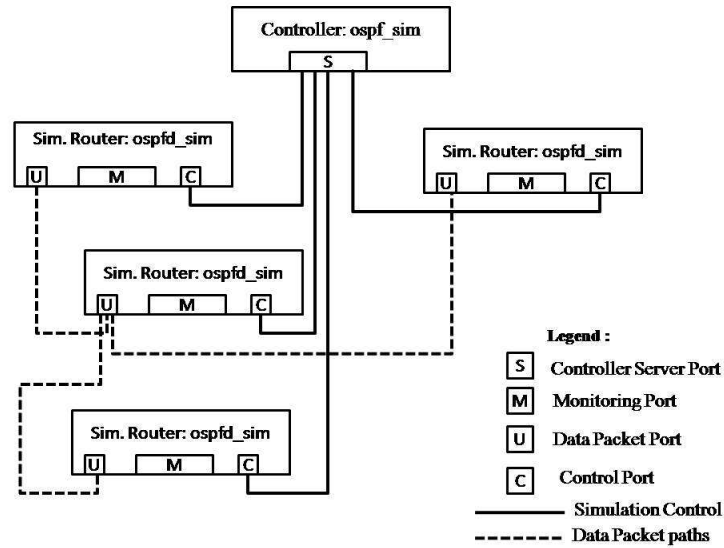 Controller: ospf_sim
S
Sim. Router: ospfd_sim
U M C
Sim. Router: ospfd_sim
U M C
Sim. Router: ospfd_sim
U M C
Sim. Router: ospfd_sim
U M C
Legend :
S Controller Server Port
M Monitoring Port
U Data Packet Port
C Control Port
Simulation Control
Data Packet paths